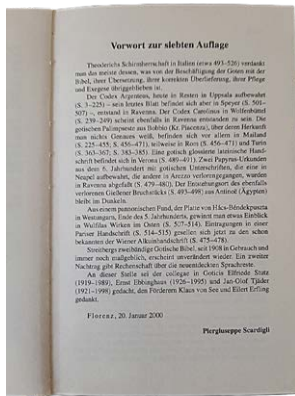 Vorwort zur siebten Auflage
Theoderichs Schirmherrschaft in Italien (etwa 493–526) verdankt
man das meiste dessen, was von der Beschäftigung der Goten mit der
Bibel, ihrer Übersetzung, ihrer korrekten Überlieferung, ihrer Pflege
und Exegese übriggeblieben ist.
Der Codex Argenteus, heute in Resten in Uppsala aufbewahrt
(S. 3–225) – sein letztes Blatt befindet sich aber in Speyer (S. 501–
507) –, entstand in Ravenna. Der Codex Carolinus in Wolfenbüttel
(S. 239–249) scheint ebenfalls in Ravenna entstanden zu sein. Die
gotischen Palimpseste aus Bobbio (Kr. Piacenza), über deren Herkunft
man nichts Genaues weiß, befinden sich vor allem in Mailand
(S. 225–455; S. 456–471), teilweise in Rom (S. 456–471) und Turin
(S. 363–367; S. 383–385). Eine gotisch glossierte lateinische Hand-
schrift befindet sich in Verona (S. 489–491). Zwei Papyrus-Urkunden
aus dem 6. Jahrhundert mit gotischen Unterschriften, die eine in
Neapel aufbewahrt, die andere in Arezzo verlorengegangen, wurden
in Ravenna abgefaßt (S. 479–480). Der Entstehungsort des ebenfalls
verlorenen Gießener Bruchstücks (S. 493–498) aus Antinoë (Ägypten)
bleibt im Dunkeln.
Aus einem pannonischen Fund, der Platte von Hács-Béndekpuszta
in Westungarn, Ende des 5. Jahrhunderts, gewinnt man etwas Einblick
in Wulfilas Wirken im Osten (S. 507–514). Eintragungen in einer
Pariser Handschrift (S. 514–515) gesellen sich jetzt zu den schon
bekannten der Wiener Alkuinhandschrift (S. 475–478).
Streitbergs zweibändige Gotische Bibel, seit 1908 in Gebrauch und
immer noch maßgeblich, erscheint unverändert wieder. Ein zweiter
Nachtrag gibt Rechenschaft über die neuentdeckten Sprachreste.
An dieser Stelle sei der collegae in Goticis Elfriede Stutz
(1919–1989), Ernst Ebbinghaus (1926–1995) und Jan-Olof Tjäder
(1921–1998) gedacht, den Förderern Klaus von See und Eilert Erfling
gedankt.
Florenz, 20. Januar 2000
Piergiuseppe Scardigli